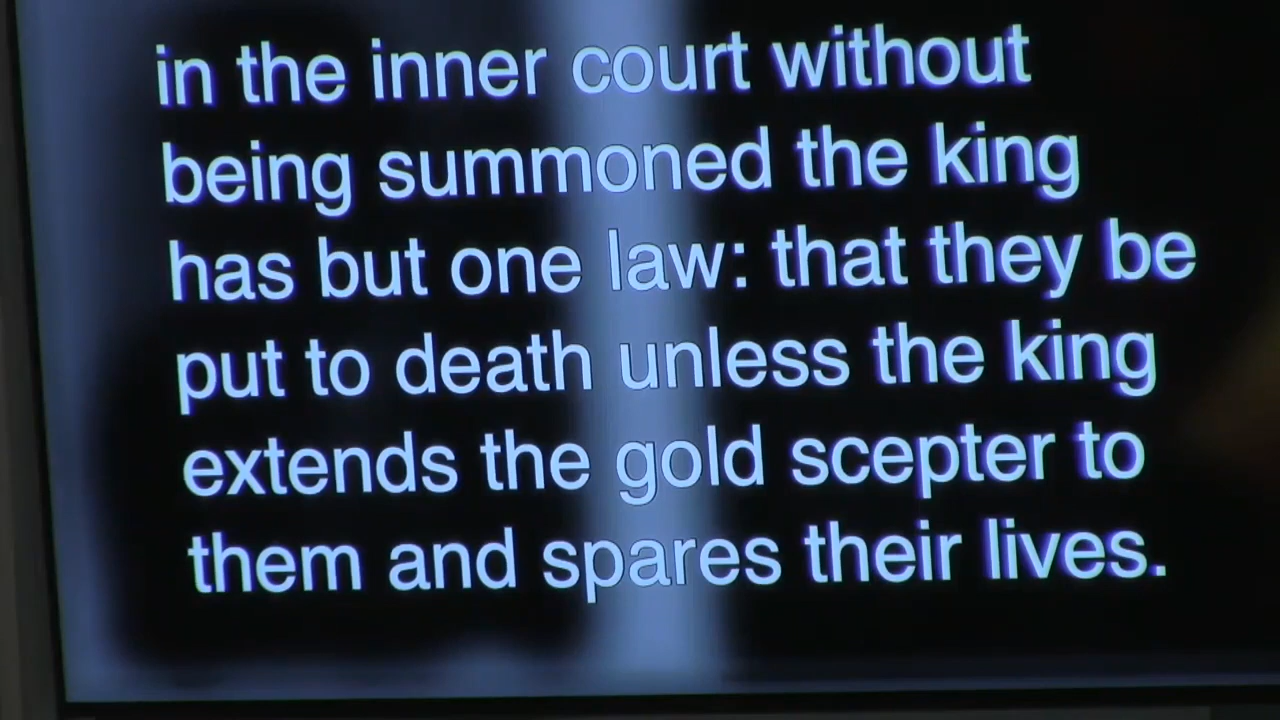 in the inner court without
being summoned the king
has but one law: that they be
put to death unless the king
extends the gold scepter to
them and spares their lives.